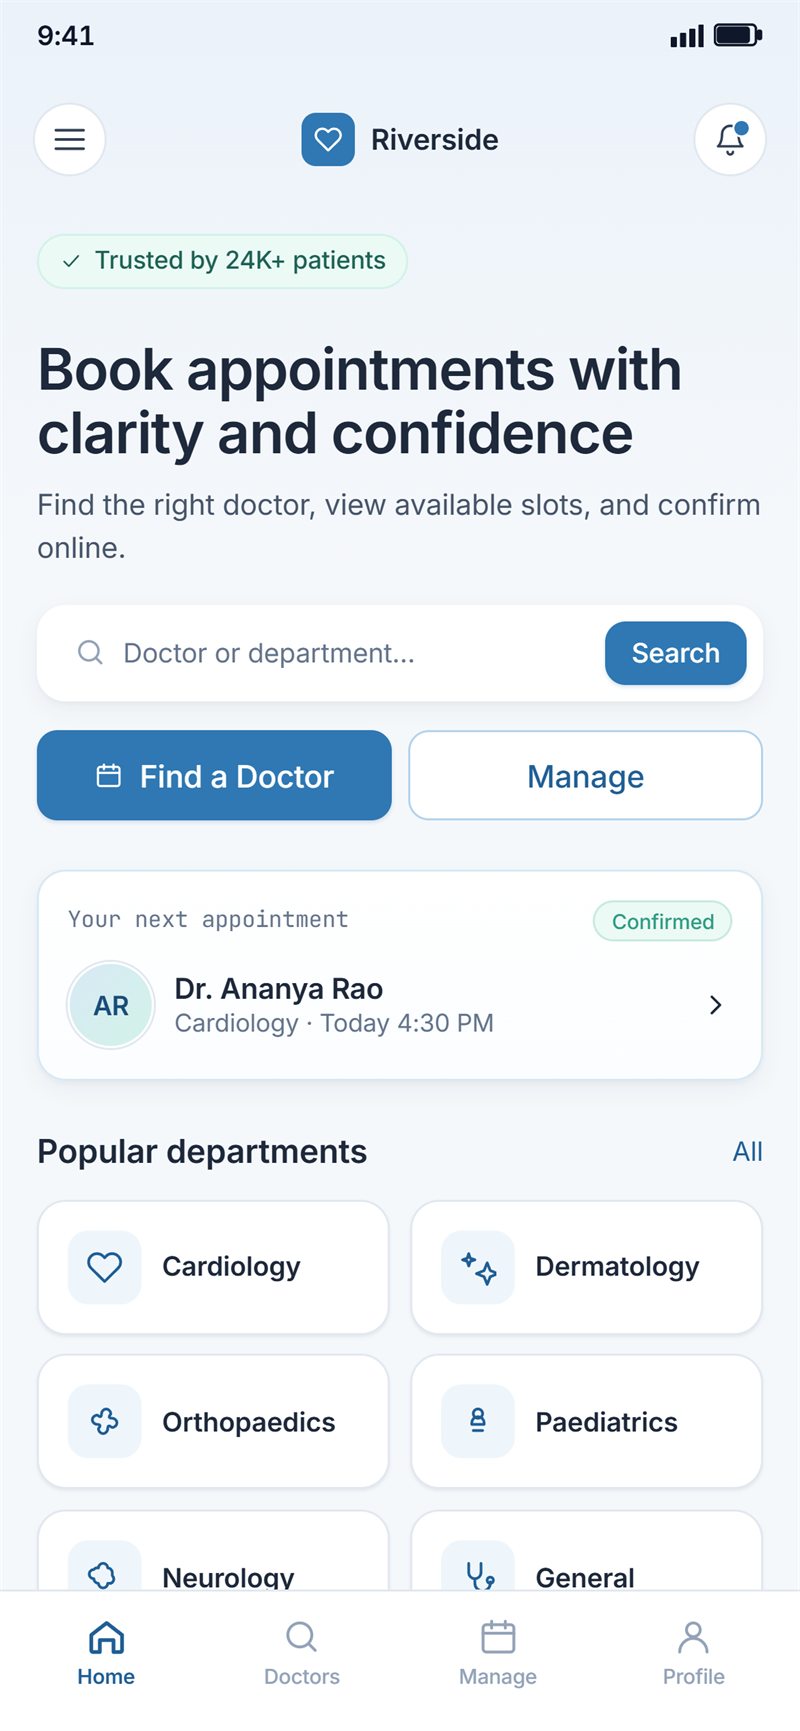 9:41
Riverside
Trusted by 24K+ patients
Book appointments with
clarity and confidence
Find the right doctor, view available slots, and confirm
online.
Doctor or department...
Search
Find a Doctor
Manage
Your next appointment
Confirmed
AR
Dr. Ananya Rao
Cardiology · Today 4:30 PM
Popular departments
All
Cardiology
Dermatology
Orthopaedics
Paediatrics
Neurology
General
Home
Doctors
Manage
Profile